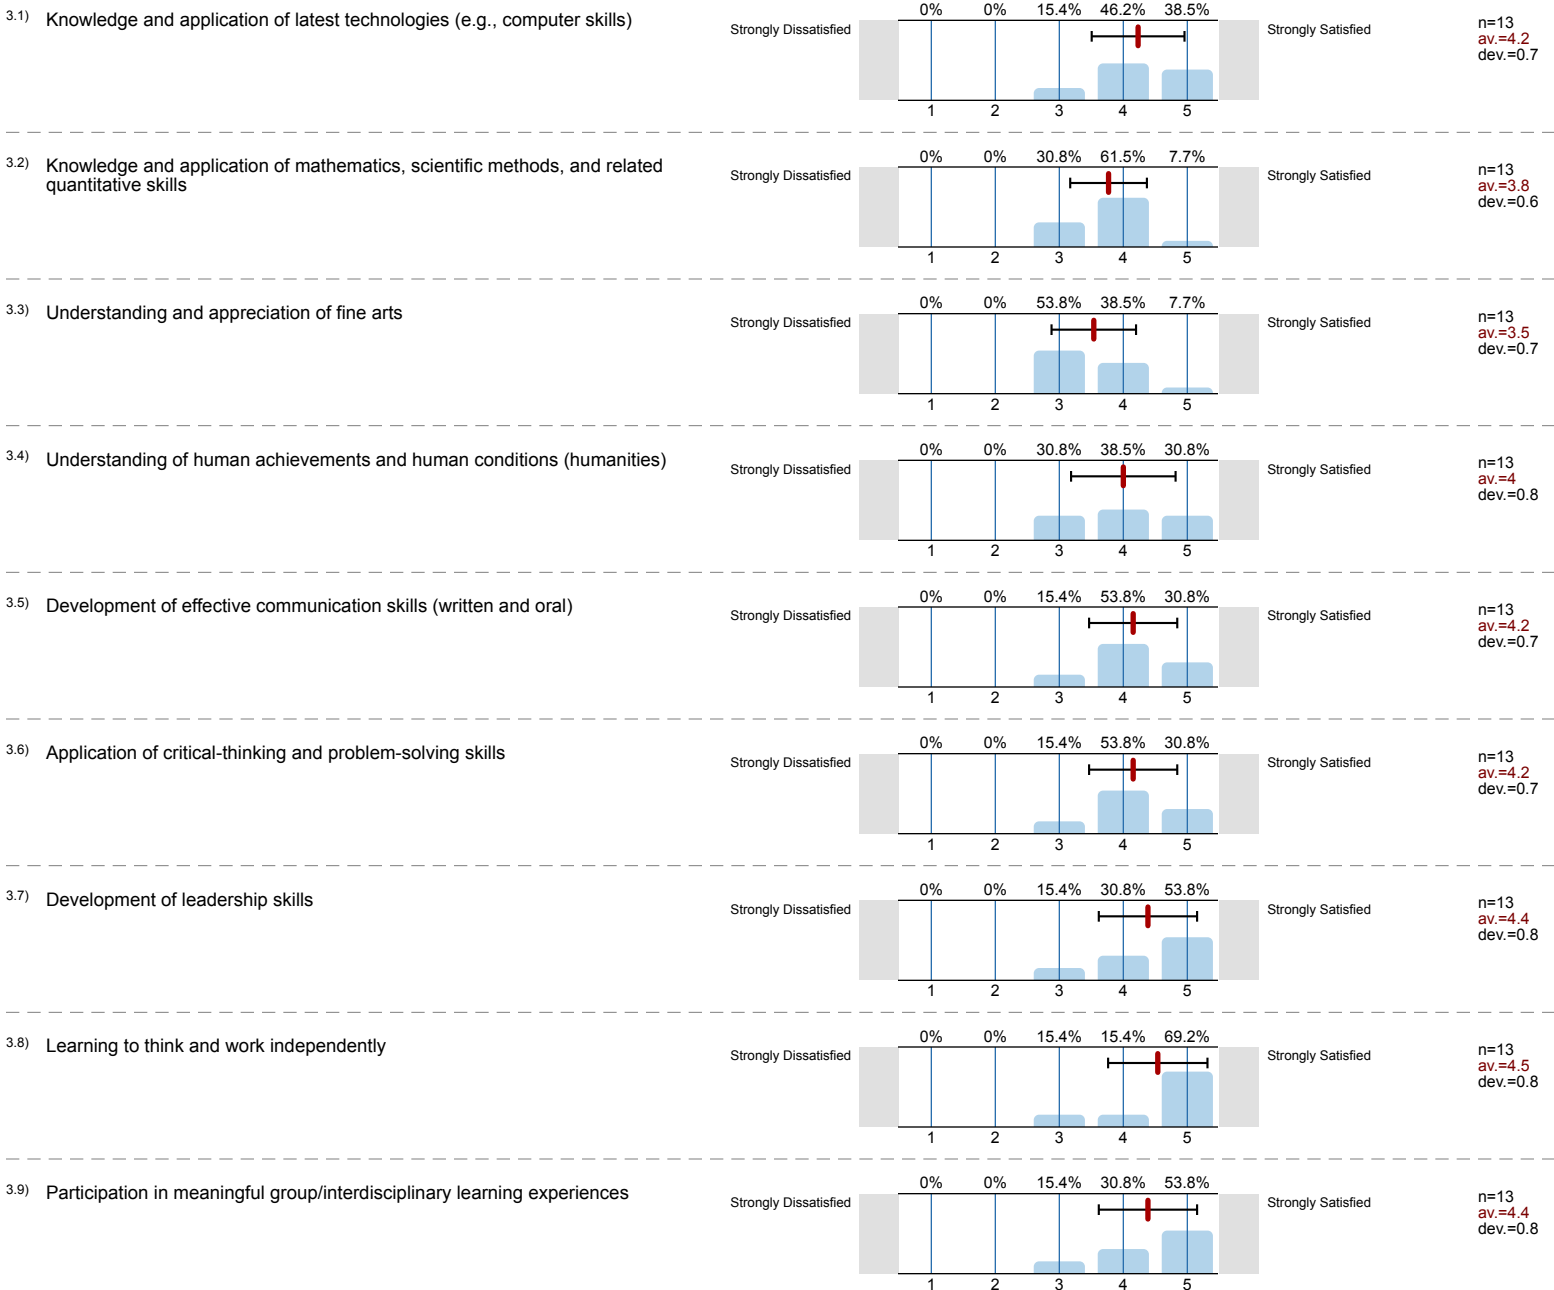 3.1) Knowledge and application of latest technologies (e.g., computer skills)
0% 0% 15.4% 46.2% 38.5%
Strongly Dissatisfied Strongly Satisfied
n=13
av.=4.2
dev.=0.7
1 2 3 4 5
3.2) Knowledge and application of mathematics, scientific methods, and related
quantitative skills
0% 0% 30.8% 61.5% 7.7%
Strongly Dissatisfied Strongly Satisfied
n=13
av.=3.8
dev.=0.6
1 2 3 4 5
3.3) Understanding and appreciation of fine arts
0% 0% 53.8% 38.5% 7.7%
Strongly Dissatisfied Strongly Satisfied
n=13
av.=3.5
dev.=0.7
1 2 3 4 5
3.4) Understanding of human achievements and human conditions (humanities)
0% 0% 30.8% 38.5% 30.8%
Strongly Dissatisfied Strongly Satisfied
n=13
av.=4
dev.=0.8
1 2 3 4 5
3.5) Development of effective communication skills (written and oral)
0% 0% 15.4% 53.8% 30.8%
Strongly Dissatisfied Strongly Satisfied
n=13
av.=4.2
dev.=0.7
1 2 3 4 5
3.6) Application of critical-thinking and problem-solving skills
0% 0% 15.4% 53.8% 30.8%
Strongly Dissatisfied Strongly Satisfied
n=13
av.=4.2
dev.=0.7
1 2 3 4 5
3.7) Development of leadership skills
0% 0% 15.4% 30.8% 53.8%
Strongly Dissatisfied Strongly Satisfied
n=13
av.=4.4
dev.=0.8
1 2 3 4 5
3.8) Learning to think and work independently
0% 0% 15.4% 15.4% 69.2%
Strongly Dissatisfied Strongly Satisfied
n=13
av.=4.5
dev.=0.8
1 2 3 4 5
3.9) Participation in meaningful group/interdisciplinary learning experiences
0% 0% 15.4% 30.8% 53.8%
Strongly Dissatisfied Strongly Satisfied
n=13
av.=4.4
dev.=0.8
1 2 3 4 5